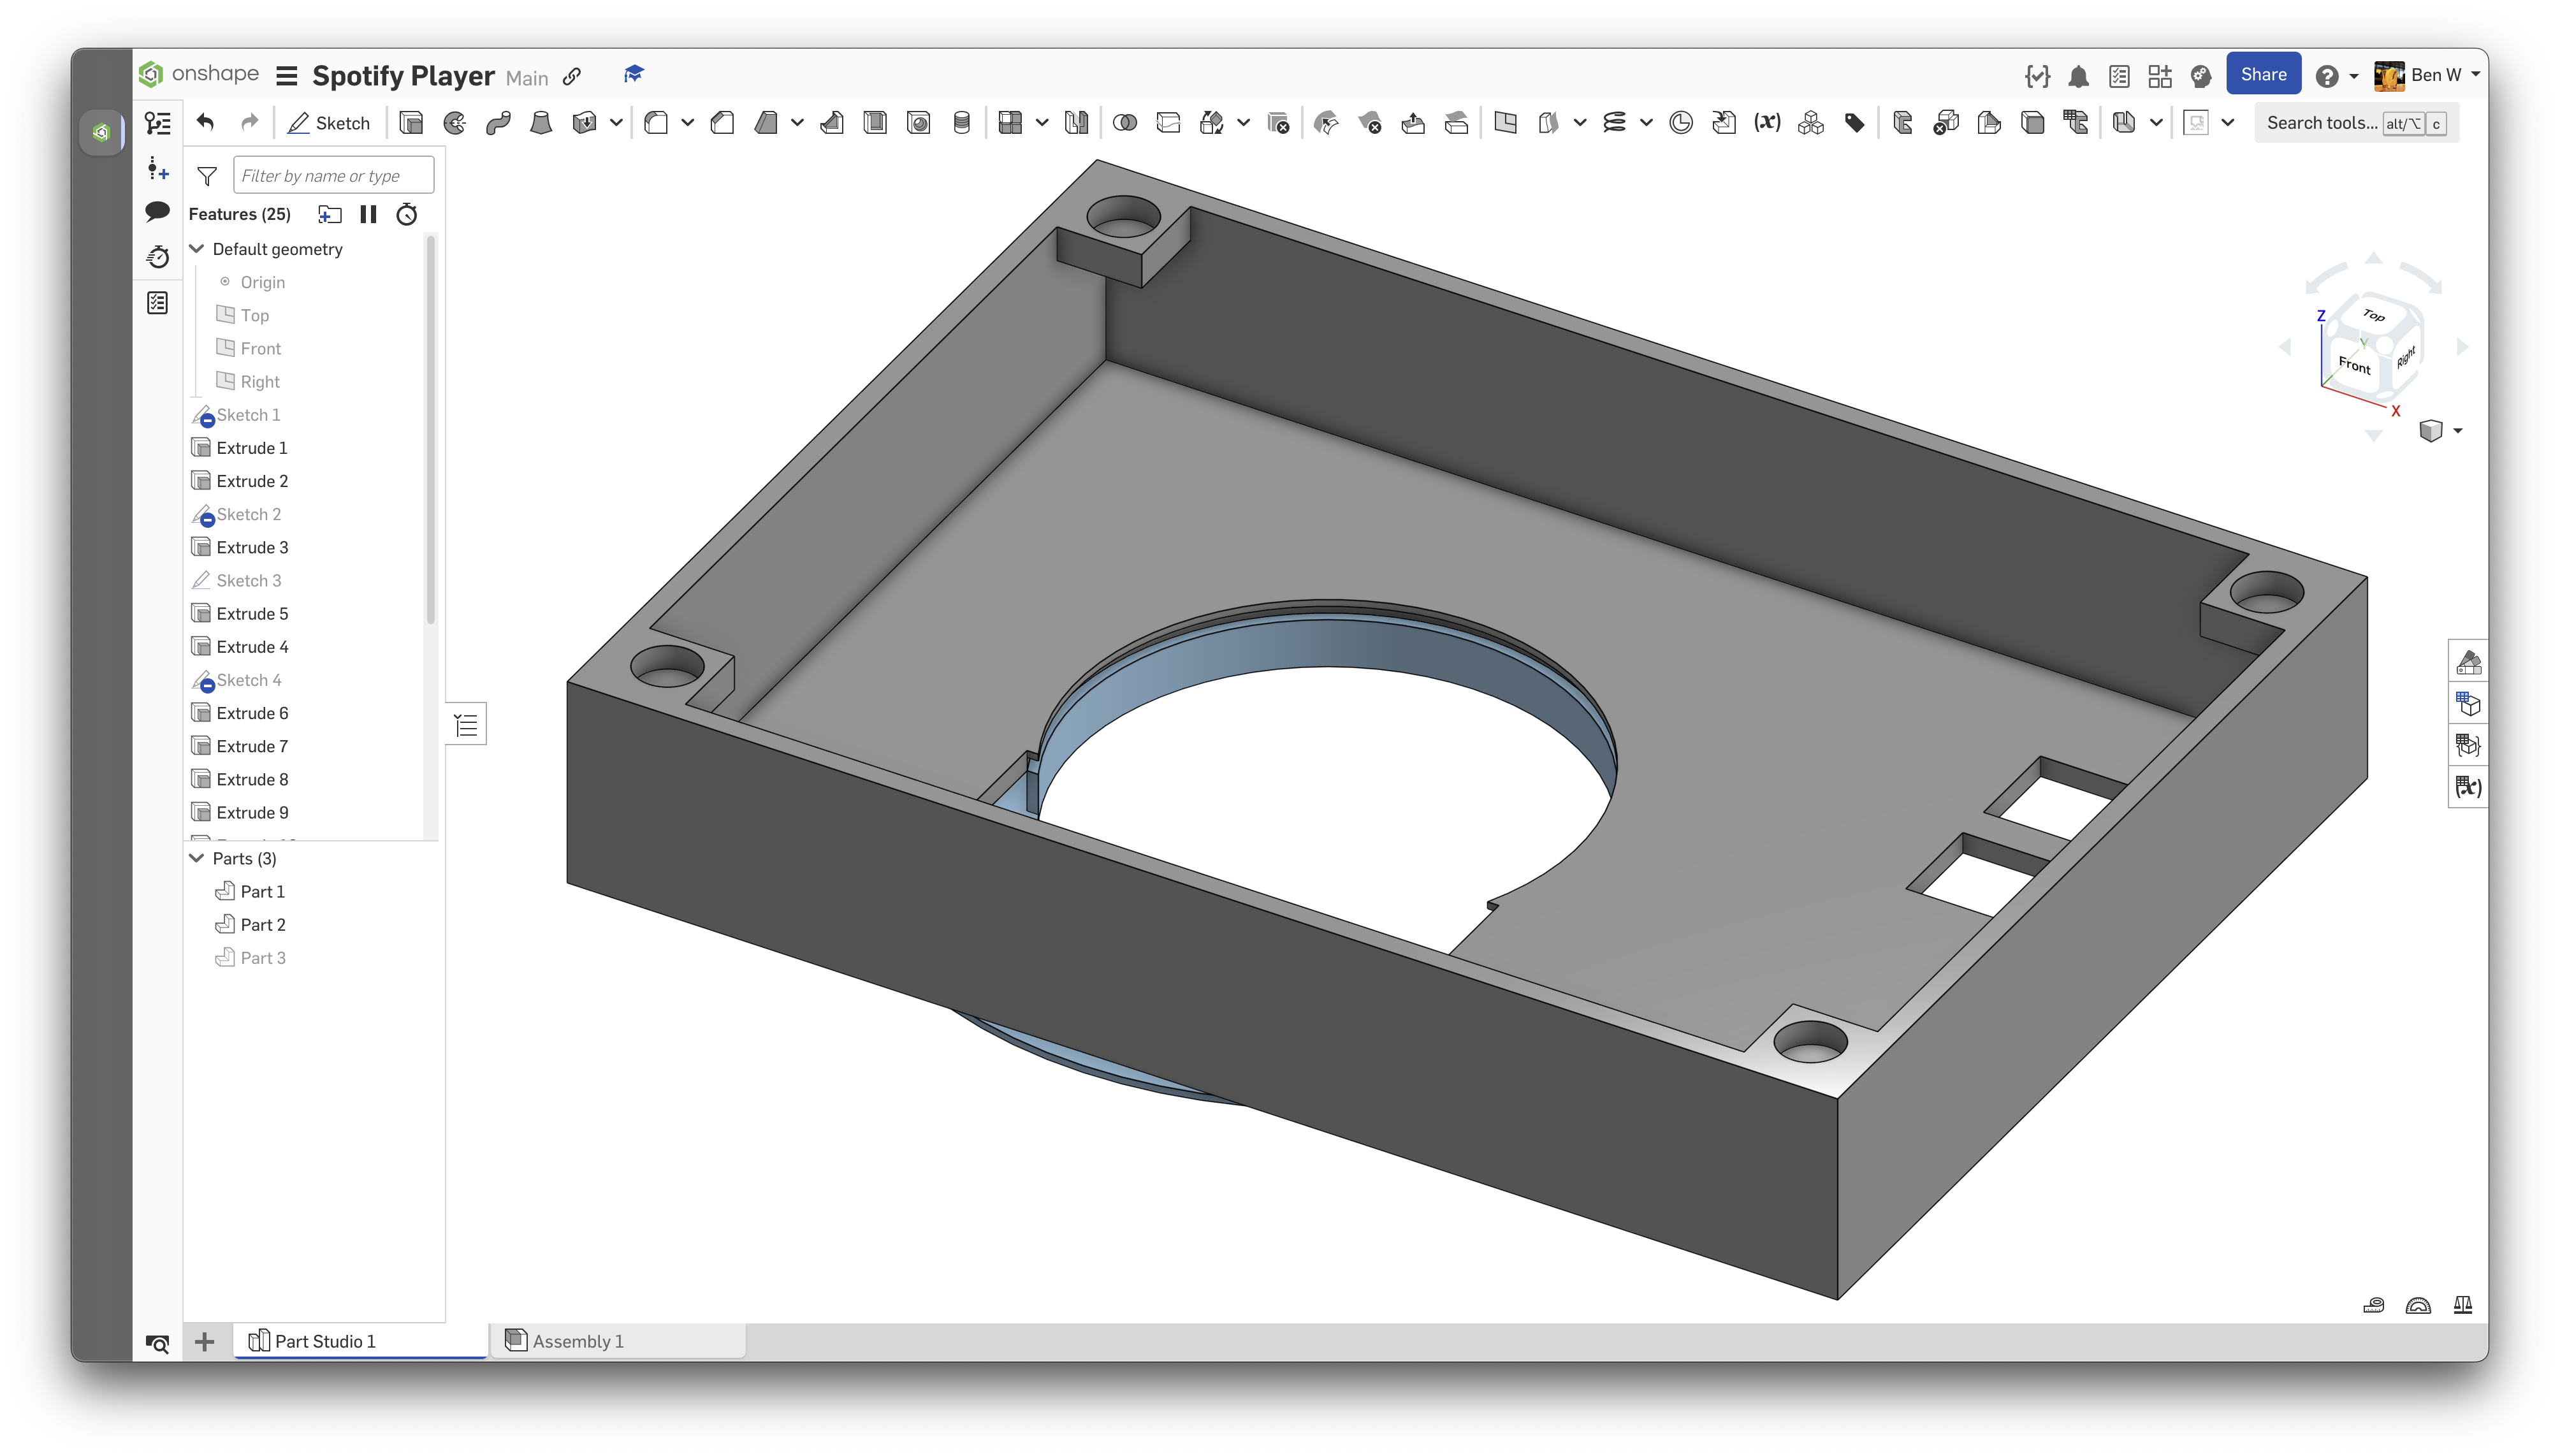 onshape Spotify Player Main Share Ben W
Sketch Search tools... alt/⌥ c
Filter by name or type
Features (25)
Default geometry
Origin
Top
Front
Right
Sketch 1
Extrude 1
Extrude 2
Sketch 2
Extrude 3
Sketch 3
Extrude 5
Extrude 4
Sketch 4
Extrude 6
Extrude 7
Extrude 8
Extrude 9
Parts (3)
Part 1
Part 2
Part 3
Z
Top
Y
Front
Right
X
Part Studio 1 Assembly 1